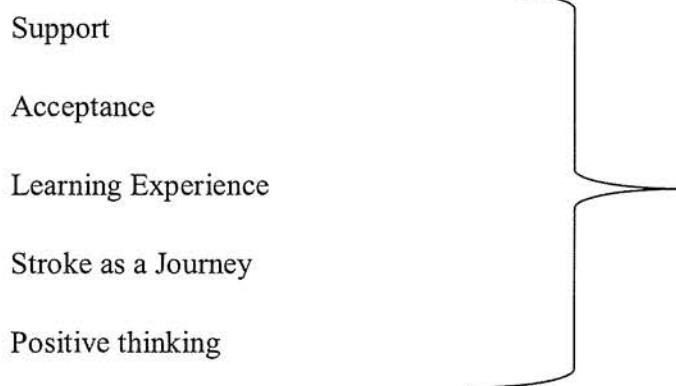 Support
Acceptance
Learning Experience
Stroke as a Journey
Positive thinking